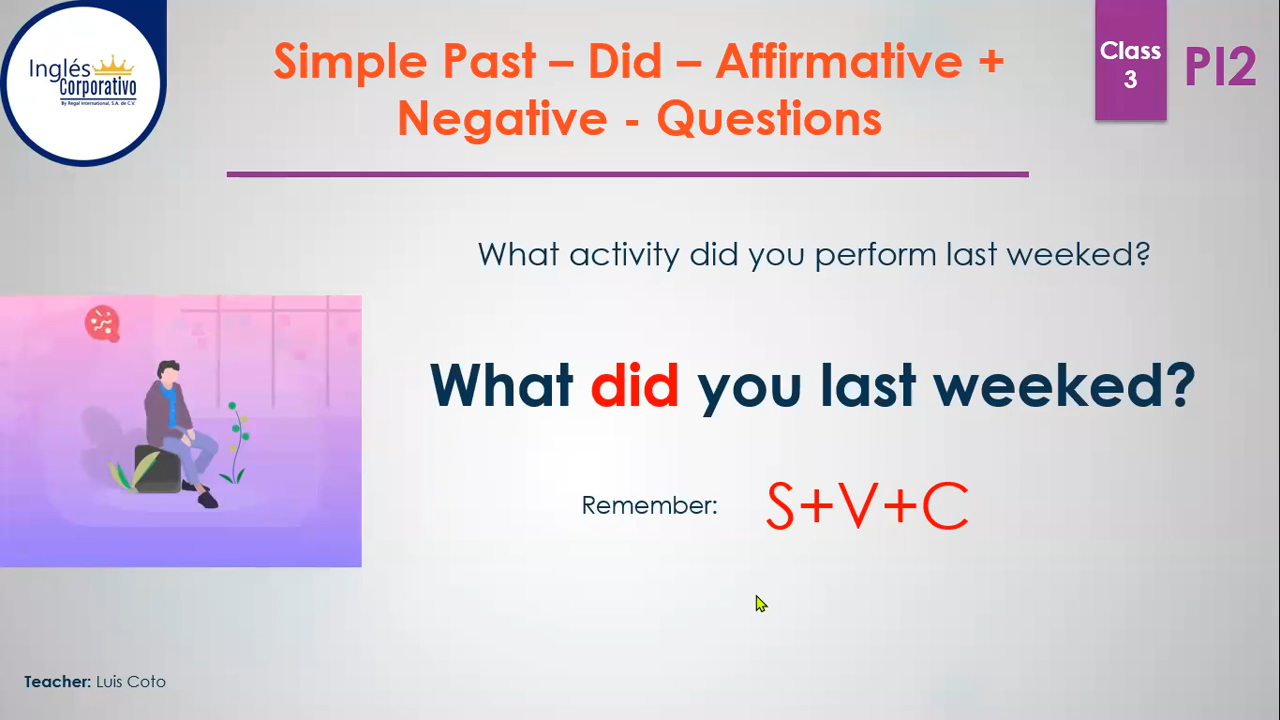 Inglés
Corporativo
By Regal International, S.A. de C.V.
Simple Past – Did – Affirmative +
Negative - Questions
Class
3
PI2
What activity did you perform last weeked?
What did you last weeked?
Remember: S+V+C
Teacher: Luis Coto